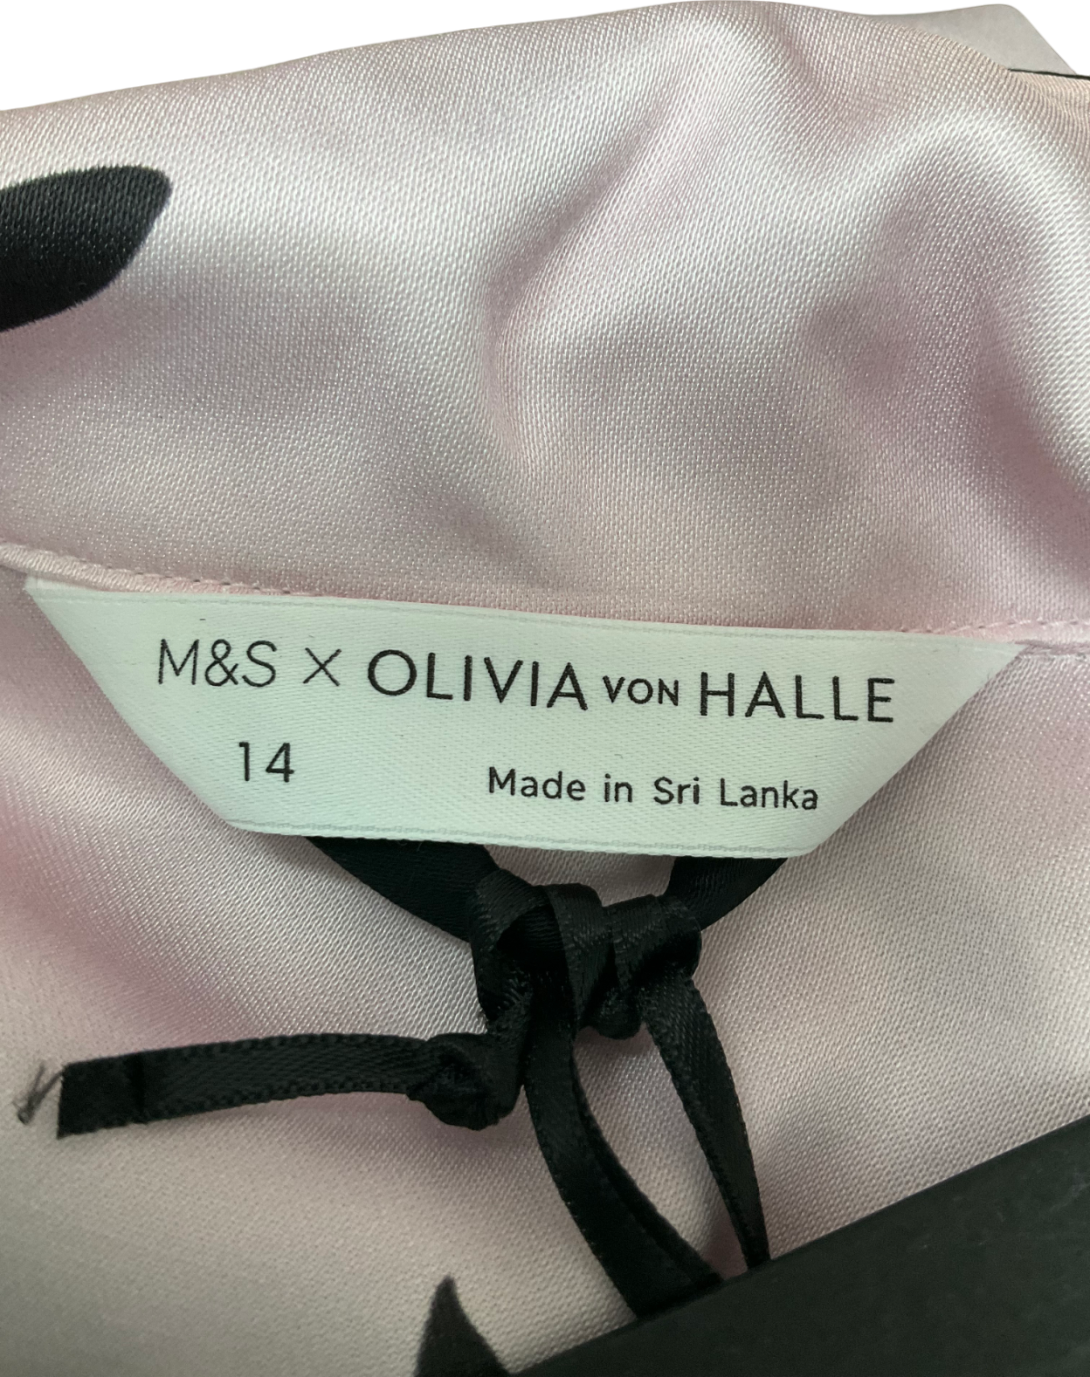 M&S X OLIVIA VON HALLE
14
Made in Sri Lanka